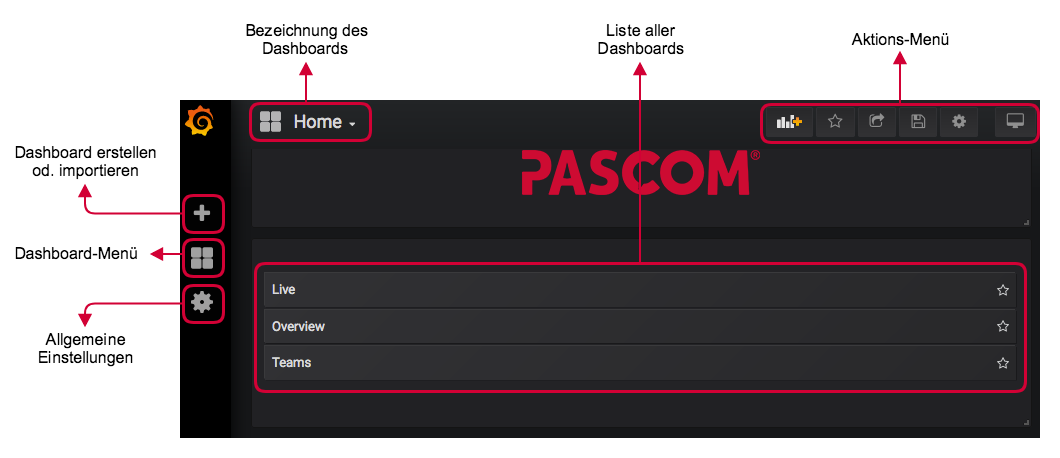 Bezeichnung des
Dashboards
Liste aller
Dashboards
Aktions-Menü
Home
PASCOM®
Dashboard erstellen
od. importieren
Dashboard-Menü
Allgemeine
Einstellungen
Live
Overview
Teams